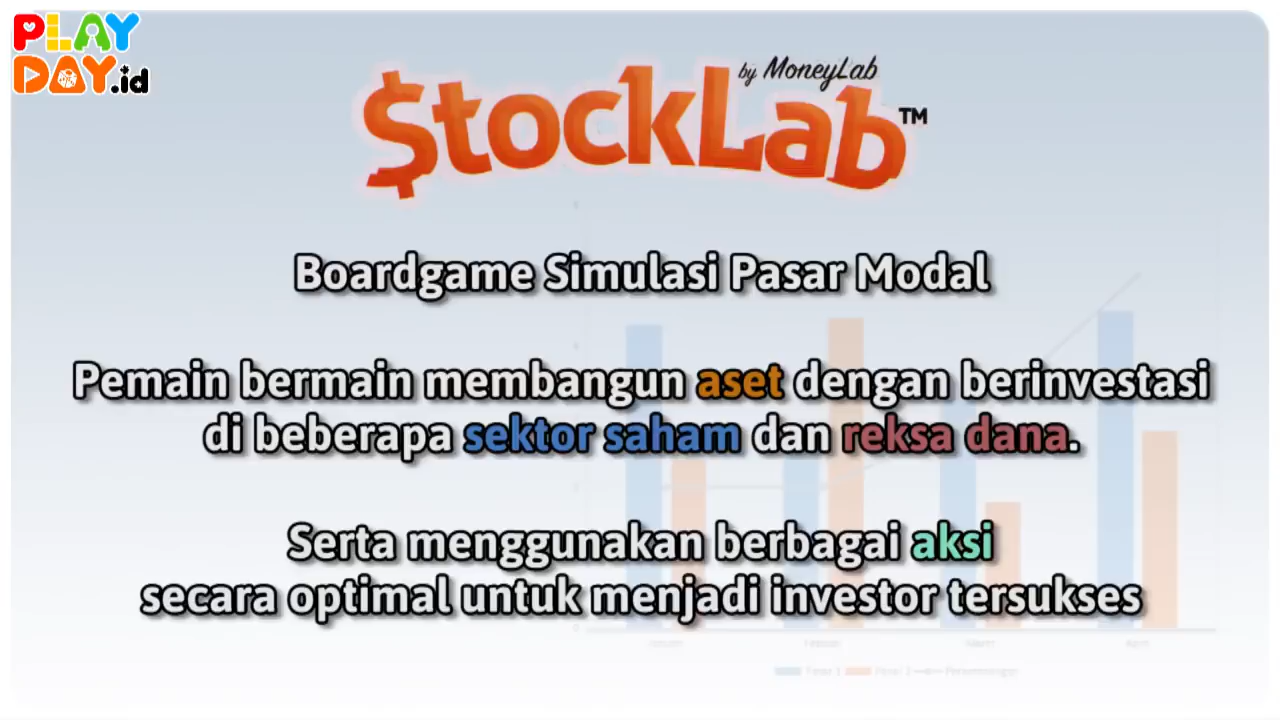 PLAY
DAY.id
by MoneyLab
$tockLab™
Boardgame Simulasi Pasar Modal
Pemain bermain membangun aset dengan berinvestasi
di beberapa sektor saham dan reksa dana.
Serta menggunakan berbagai aksi
secara optimal untuk menjadi investor tersukses